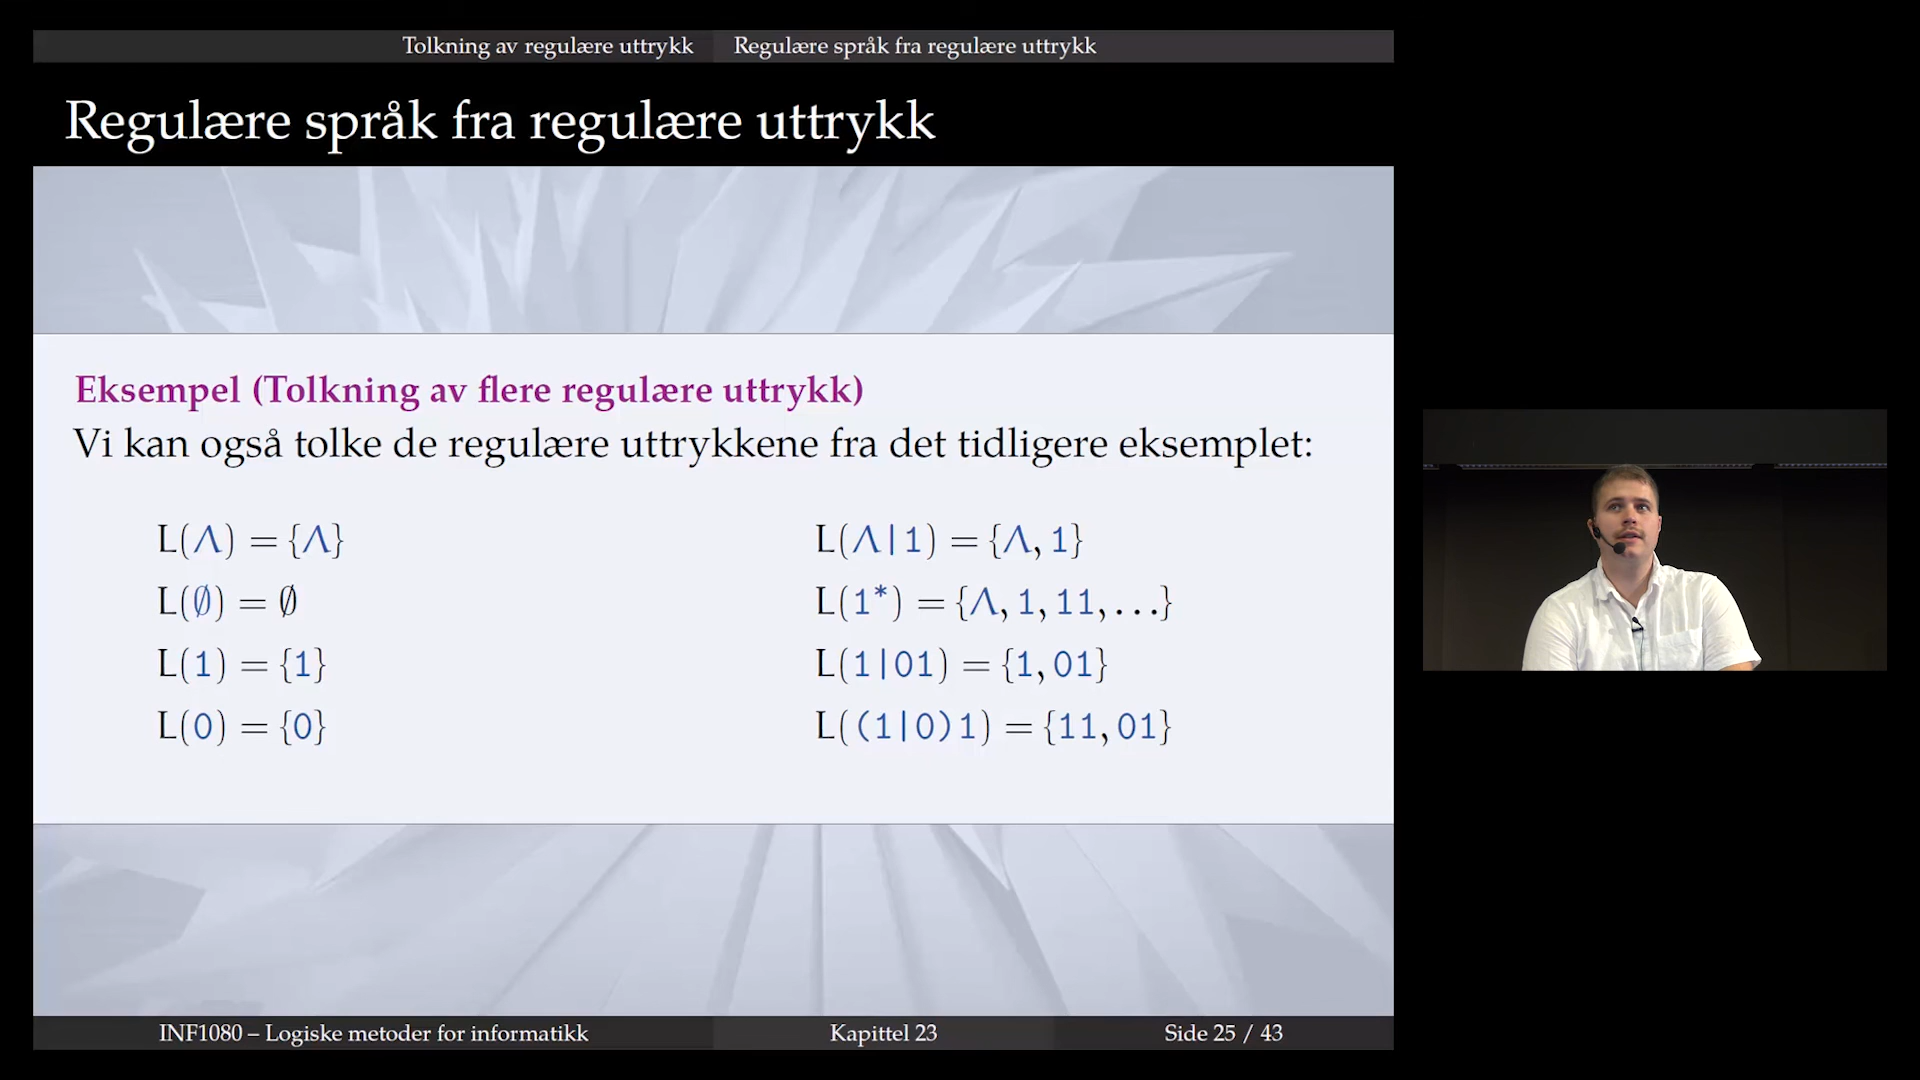 Tolkning av regulære uttrykk Regulære språk fra regulære uttrykk
Regulære språk fra regulære uttrykk
Eksempel (Tolkning av flere regulære uttrykk)
Vi kan også tolke de regulære uttrykkene fra det tidligere eksemplet:
L(Λ) = {Λ}
L(∅) = ∅
L(1) = {1}
L(0) = {0}
L(Λ|1) = {Λ, 1}
L(1*) = {Λ, 1, 11, ...}
L(1|01) = {1, 01}
L((1|0)1) = {11, 01}
INF1080 – Logiske metoder for informatikk Kapittel 23 Side 25 / 43